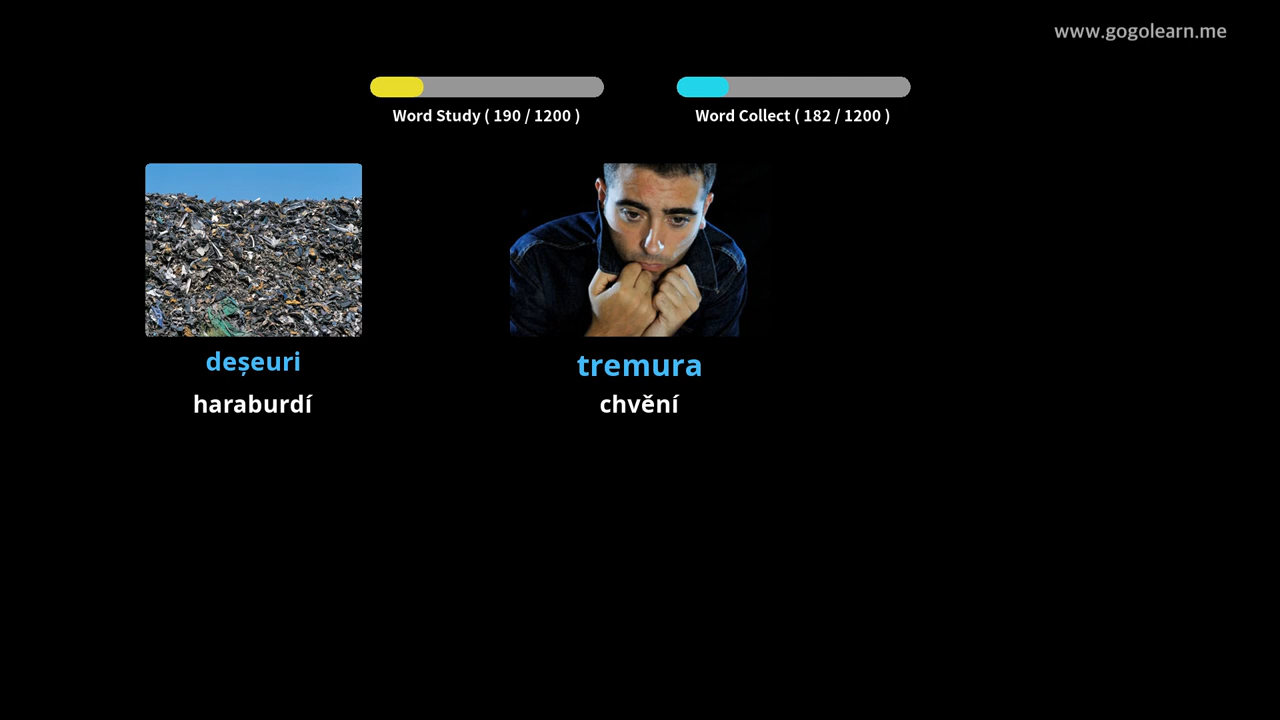 www.gogolearn.me
Word Study ( 190 / 1200 )
Word Collect ( 182 / 1200 )
deșeuri
tremura
haraburdí
chvění